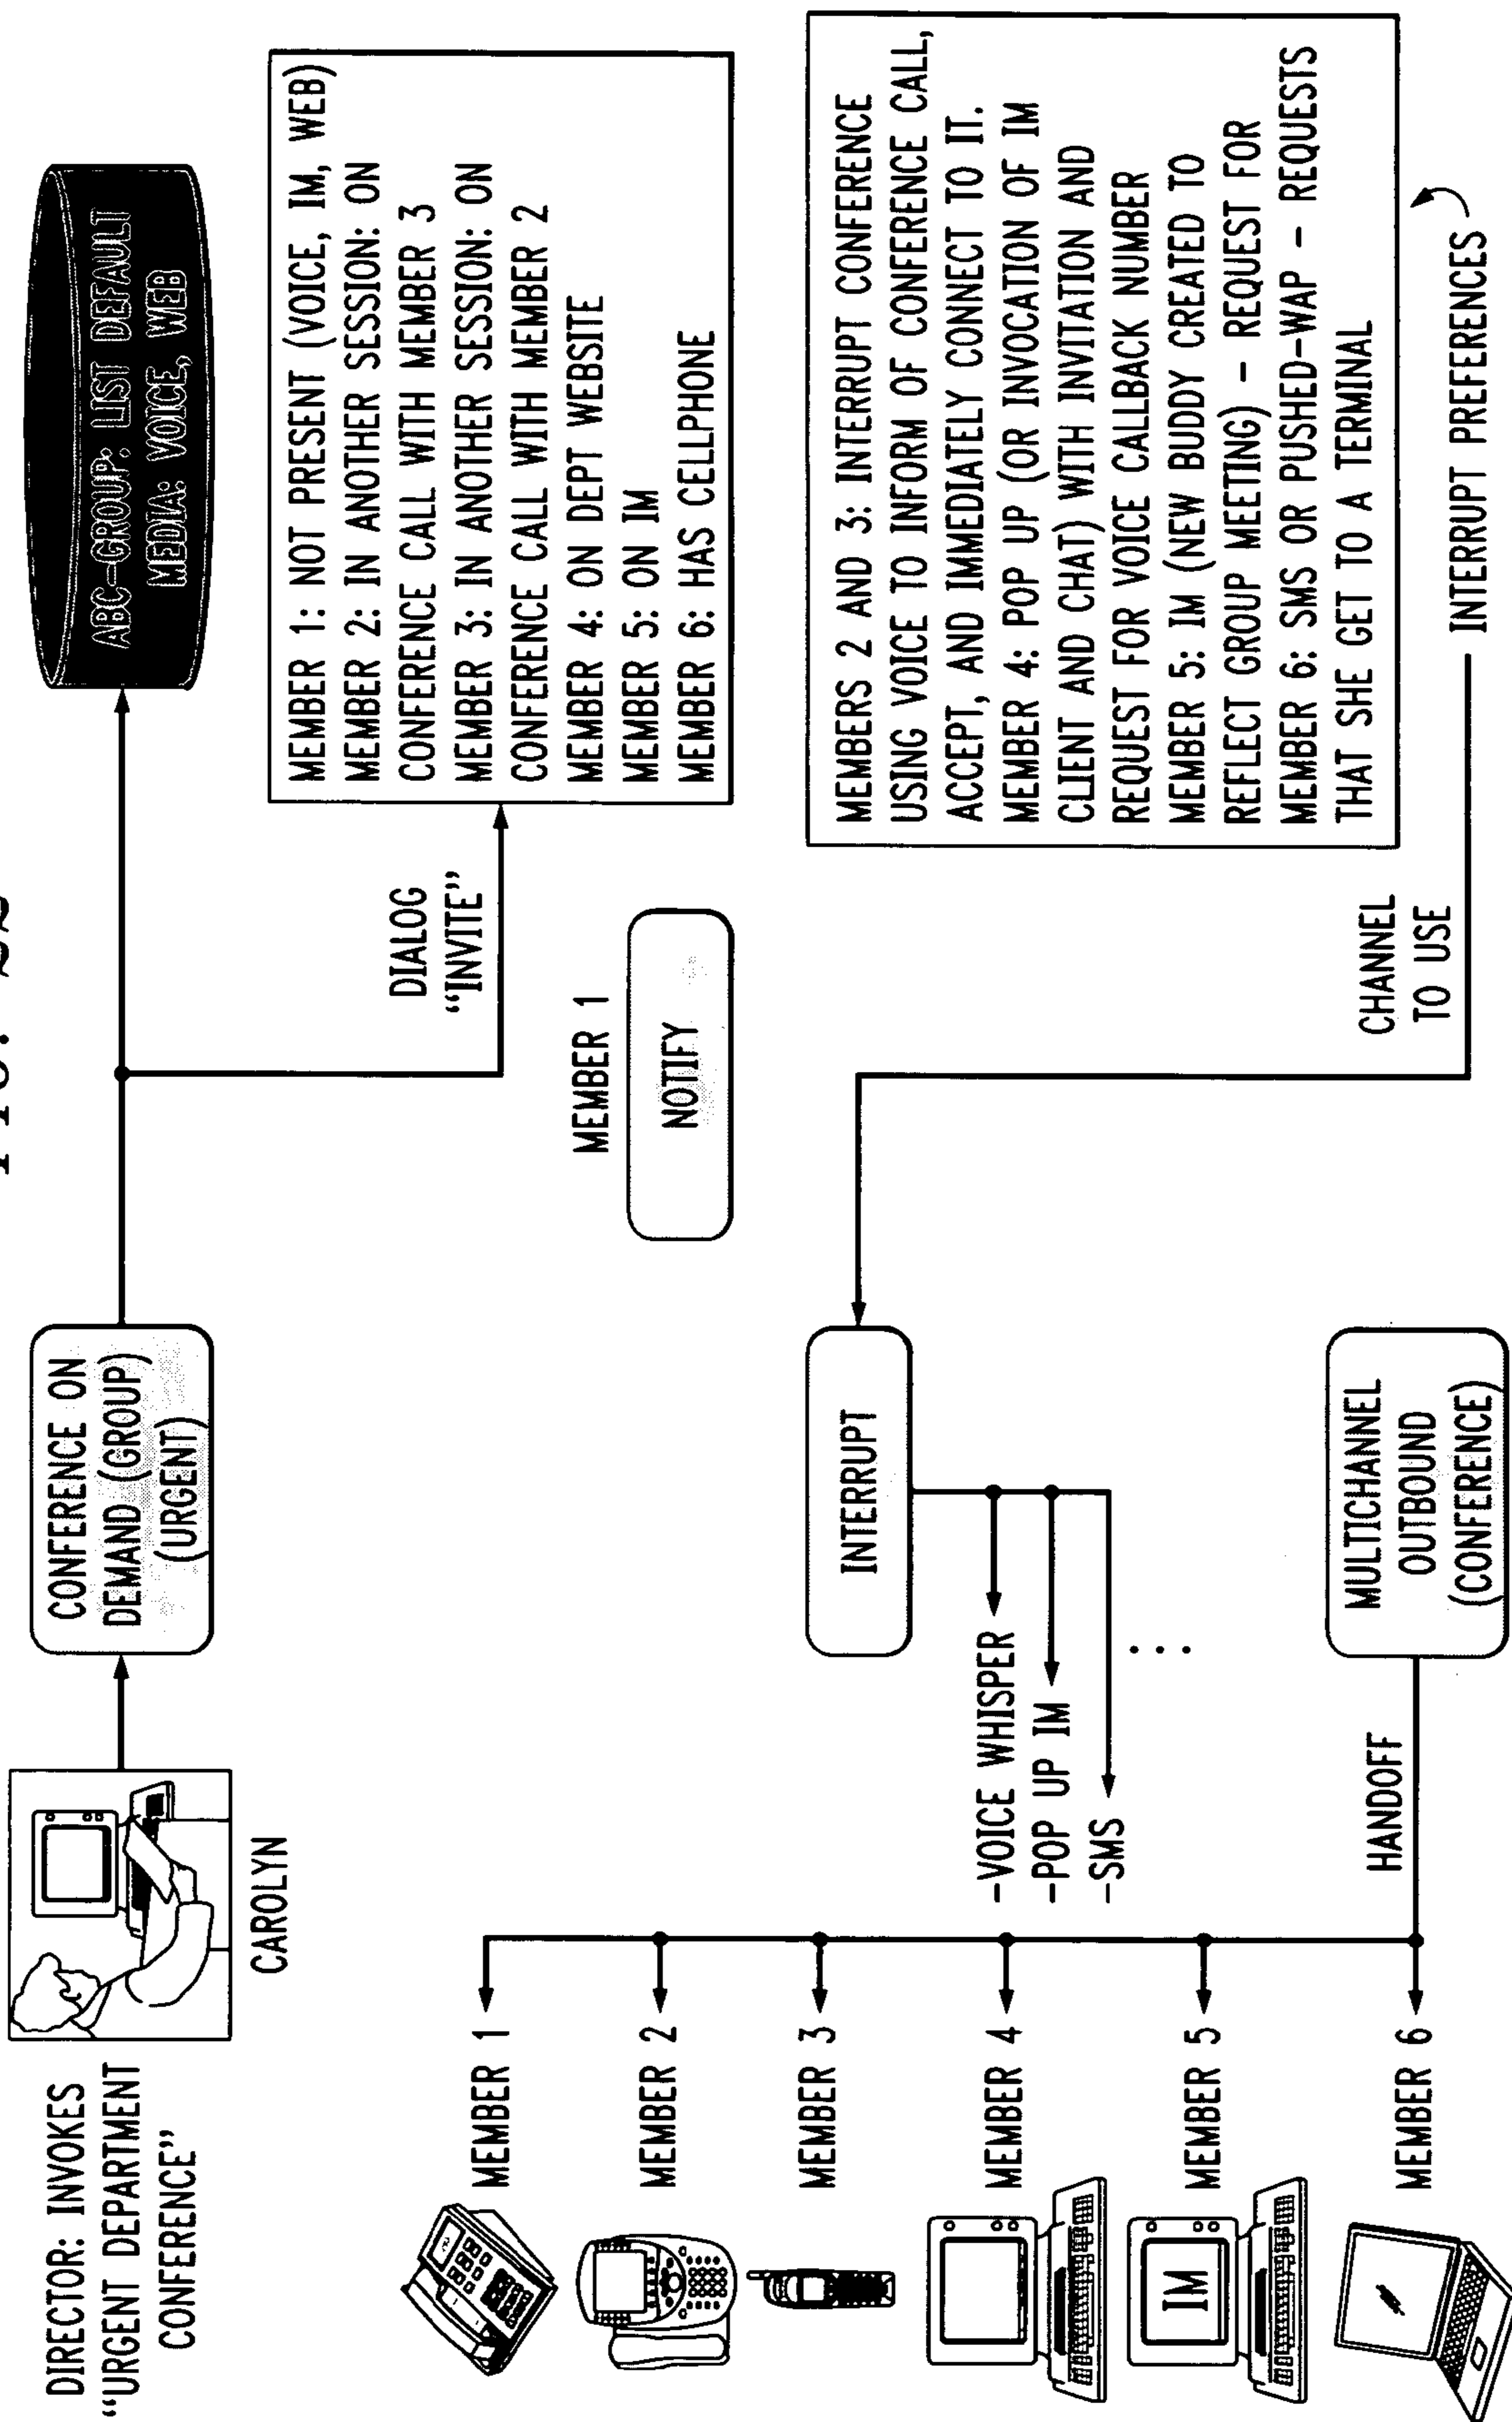 DIRECTOR: INVOKES
"URGENT DEPARTMENT
CONFERENCE"
CAROLYN
CONFERENCE ON
DEMAND (GROUP)
(URGENT)
ABC-GROUP: LIST DEFAULT
MEDIA: VOICE, WEB
DIALOG
"INVITE"
MEMBER 1: NOT PRESENT (VOICE, IM, WEB)
MEMBER 2: IN ANOTHER SESSION: ON
CONFERENCE CALL WITH MEMBER 3
MEMBER 3: IN ANOTHER SESSION: ON
CONFERENCE CALL WITH MEMBER 2
MEMBER 4: ON DEPT WEBSITE
MEMBER 5: ON IM
MEMBER 6: HAS CELLPHONE
MEMBER 1
NOTIFY
MEMBERS 2 AND 3: INTERRUPT CONFERENCE
USING VOICE TO INFORM OF CONFERENCE CALL,
ACCEPT, AND IMMEDIATELY CONNECT TO IT.
MEMBER 4: POP UP (OR INVOCATION OF IM
CLIENT AND CHAT) WITH INVITATION AND
REQUEST FOR VOICE CALLBACK NUMBER
MEMBER 5: IM (NEW BUDDY CREATED TO
REFLECT GROUP MEETING) - REQUEST FOR
MEMBER 6: SMS OR PUSHED-WAP - REQUESTS
THAT SHE GET TO A TERMINAL
INTERRUPT PREFERENCES
CHANNEL
TO USE
INTERRUPT
-VOICE WHISPER
-POP UP IM
-SMS
...
MULTICHANNEL
OUTBOUND
(CONFERENCE)
HANDOFF
MEMBER 1
MEMBER 2
MEMBER 3
MEMBER 4
MEMBER 5
IM
MEMBER 6